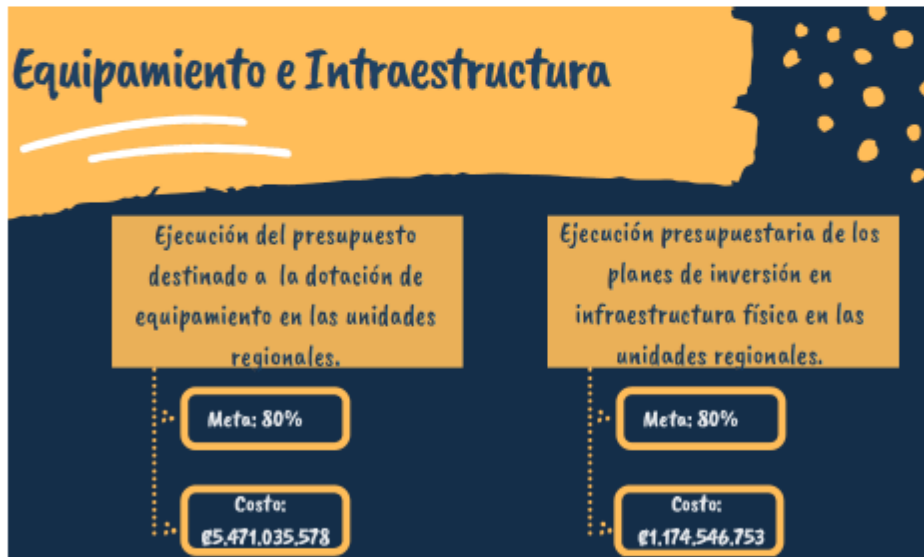 Equipamiento e Intraestructura
Ejecución del presupuesto
destinado a la dotación de
equipamiento en las unidades
regionales.
Meta: 80%
Costo:
₡5,471,035,578
Ejecución presupuestaria de los
planes de inversión en
infraestructura física en las
unidades regionales.
Meta: 80%
Costo:
₡1,174,546,753